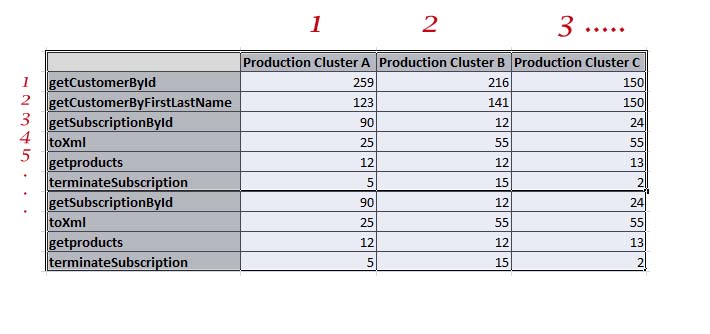 1 2 3 .....
Production Cluster A Production Cluster B Production Cluster C
1 getCustomerById 259 216 150
2 getCustomerByFirstLastName 123 141 150
3 getSubscriptionById 90 12 24
4 toXml 25 55 55
5 getproducts 12 12 13
. terminateSubscription 5 15 2
. getSubscriptionById 90 12 24
. toXml 25 55 55
getproducts 12 12 13
terminateSubscription 5 15 2